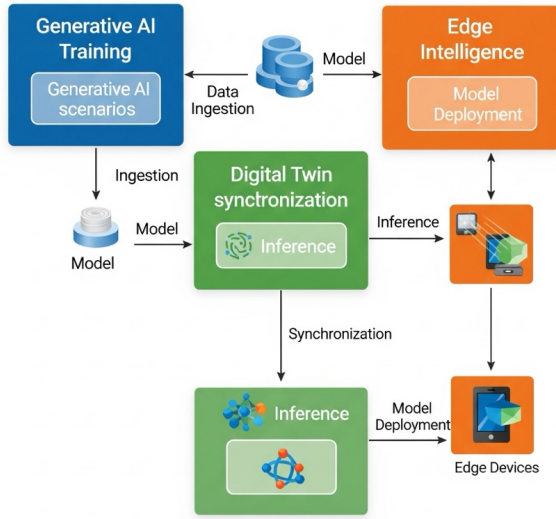 Generative AI
Training
Generative AI
scenarios
Data
Ingestion
Model
Edge
Intelligence
Model
Deployment
Ingestion
Model
Model
Digital Twin
synchronization
Inference
Inference
Synchronization
Inference
Model
Deployment
Edge Devices